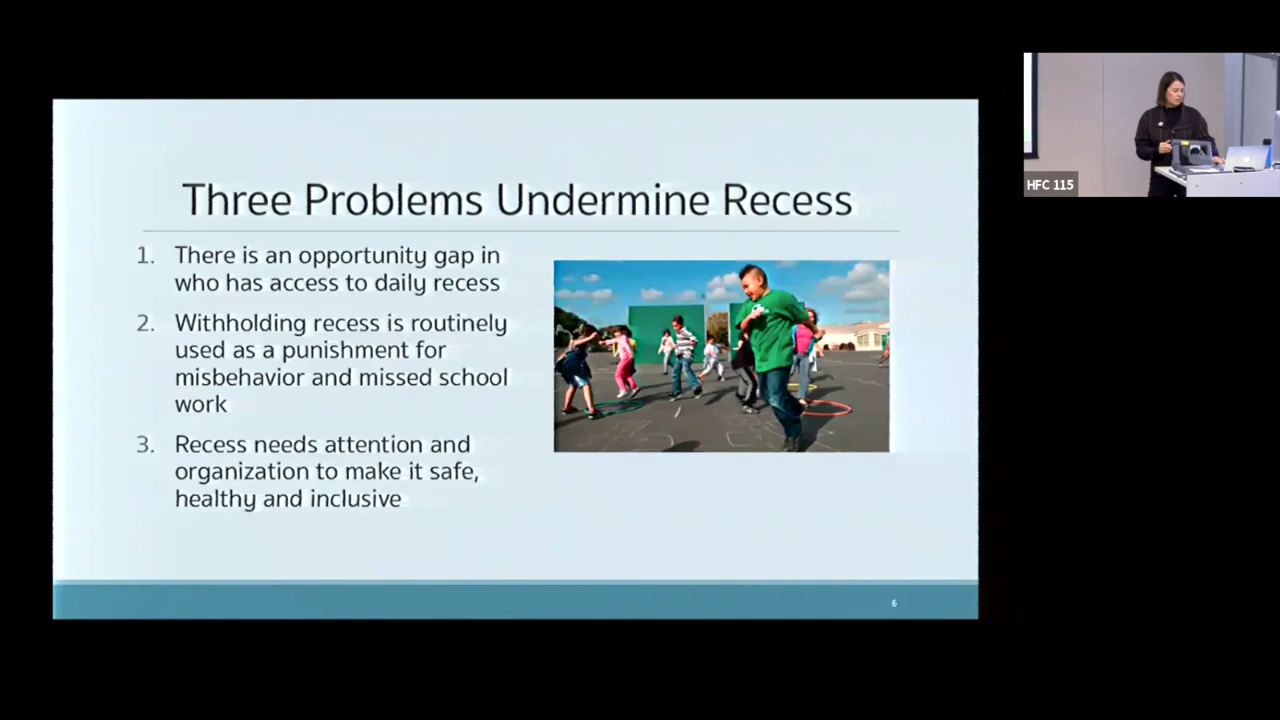 Three Problems Undermine Recess
1. There is an opportunity gap in
who has access to daily recess
2. Withholding recess is routinely
used as a punishment for
misbehavior and missed school
work
3. Recess needs attention and
organization to make it safe,
healthy and inclusive
6
HFC 115